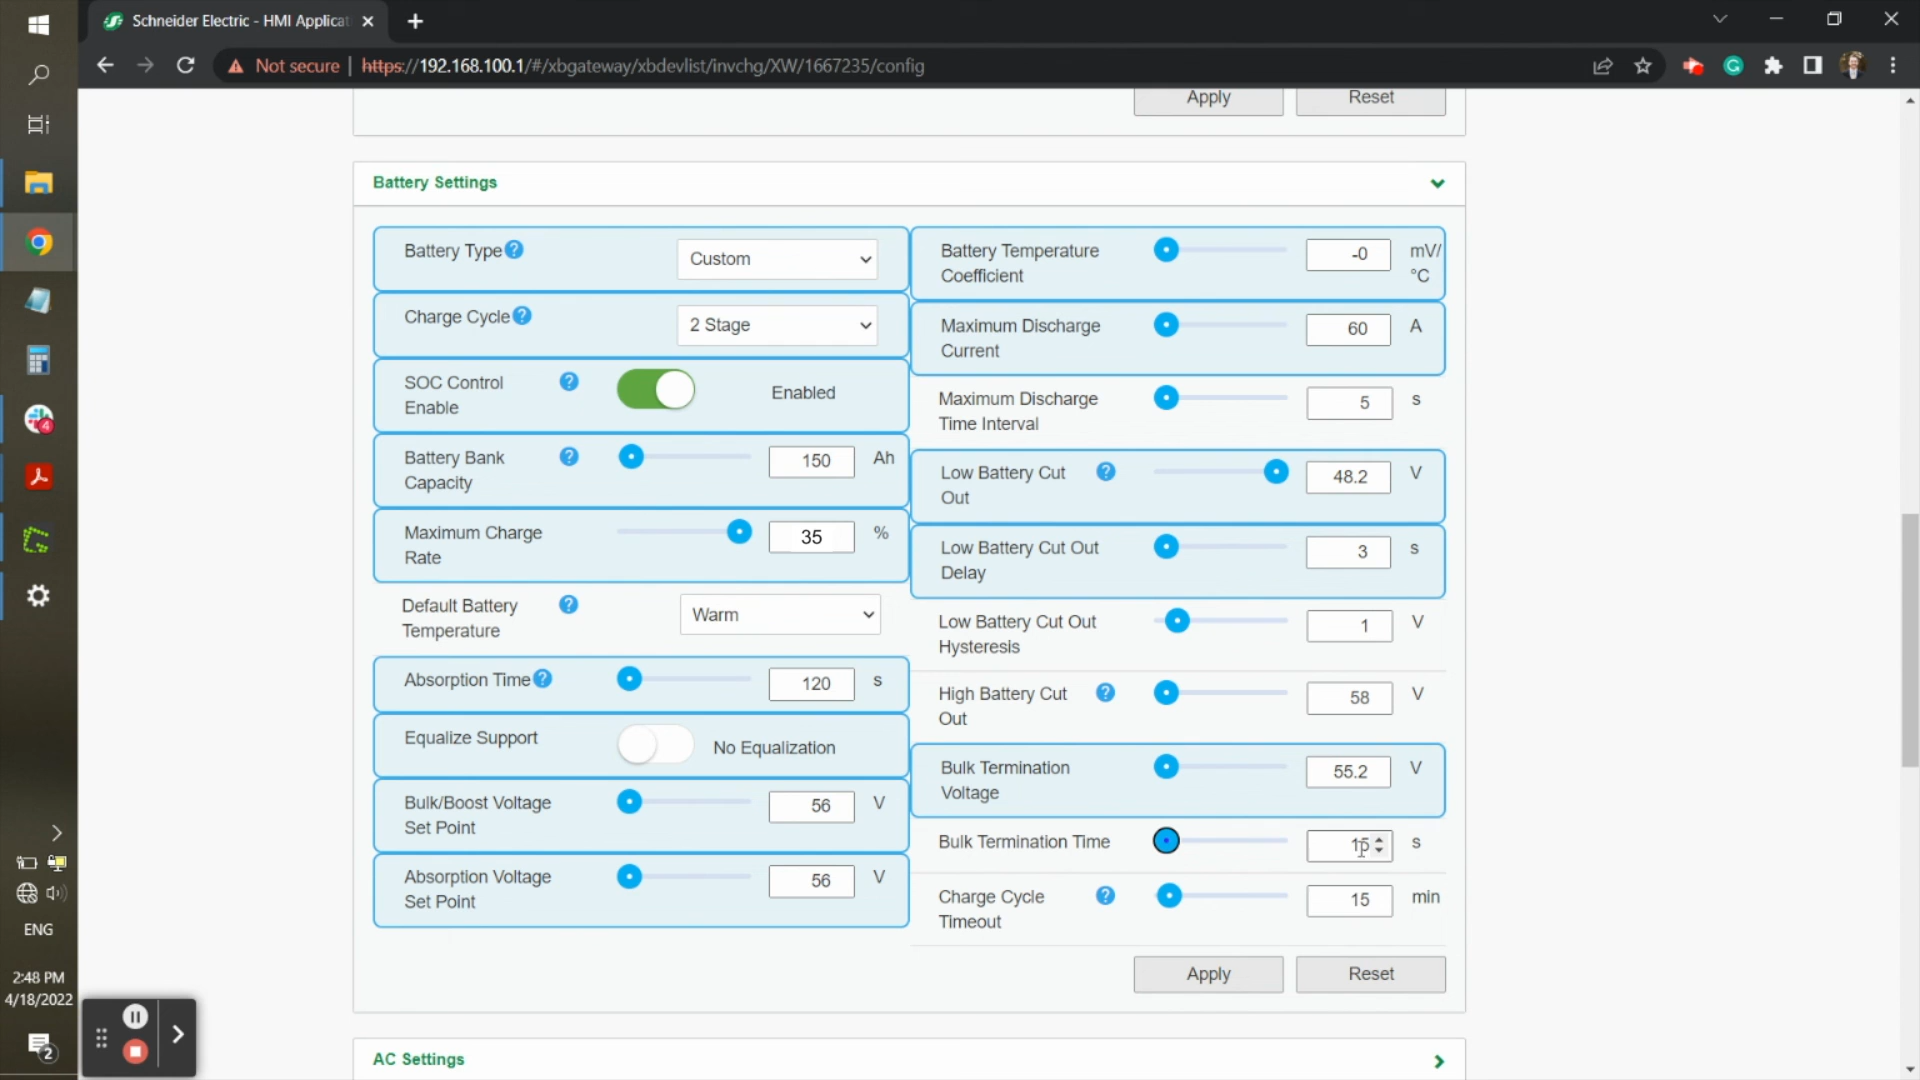 Schneider Electric - HMI Applicat
Not secure | https://192.168.100.1/#/xbgateway/xbdevlist/invchg/XW/1667235/config
Apply
Reset
Battery Settings
Battery Type ?
Custom
Charge Cycle ?
2 Stage
SOC Control
Enable
?
Enabled
Battery Bank
Capacity
?
150
Ah
Maximum Charge
Rate
35
%
Default Battery
Temperature
?
Warm
Absorption Time ?
120
s
Equalize Support
No Equalization
Bulk/Boost Voltage
Set Point
56
V
Absorption Voltage
Set Point
56
V
Battery Temperature
Coefficient
-0
mV/
°C
Maximum Discharge
Current
60
A
Maximum Discharge
Time Interval
5
s
Low Battery Cut
Out
?
48.2
V
Low Battery Cut Out
Delay
3
s
Low Battery Cut Out
Hysteresis
1
V
High Battery Cut
Out
?
58
V
Bulk Termination
Voltage
55.2
V
Bulk Termination Time
15
s
Charge Cycle
Timeout
?
15
min
Apply
Reset
AC Settings
4
ENG
2:48 PM
4/18/2022
2